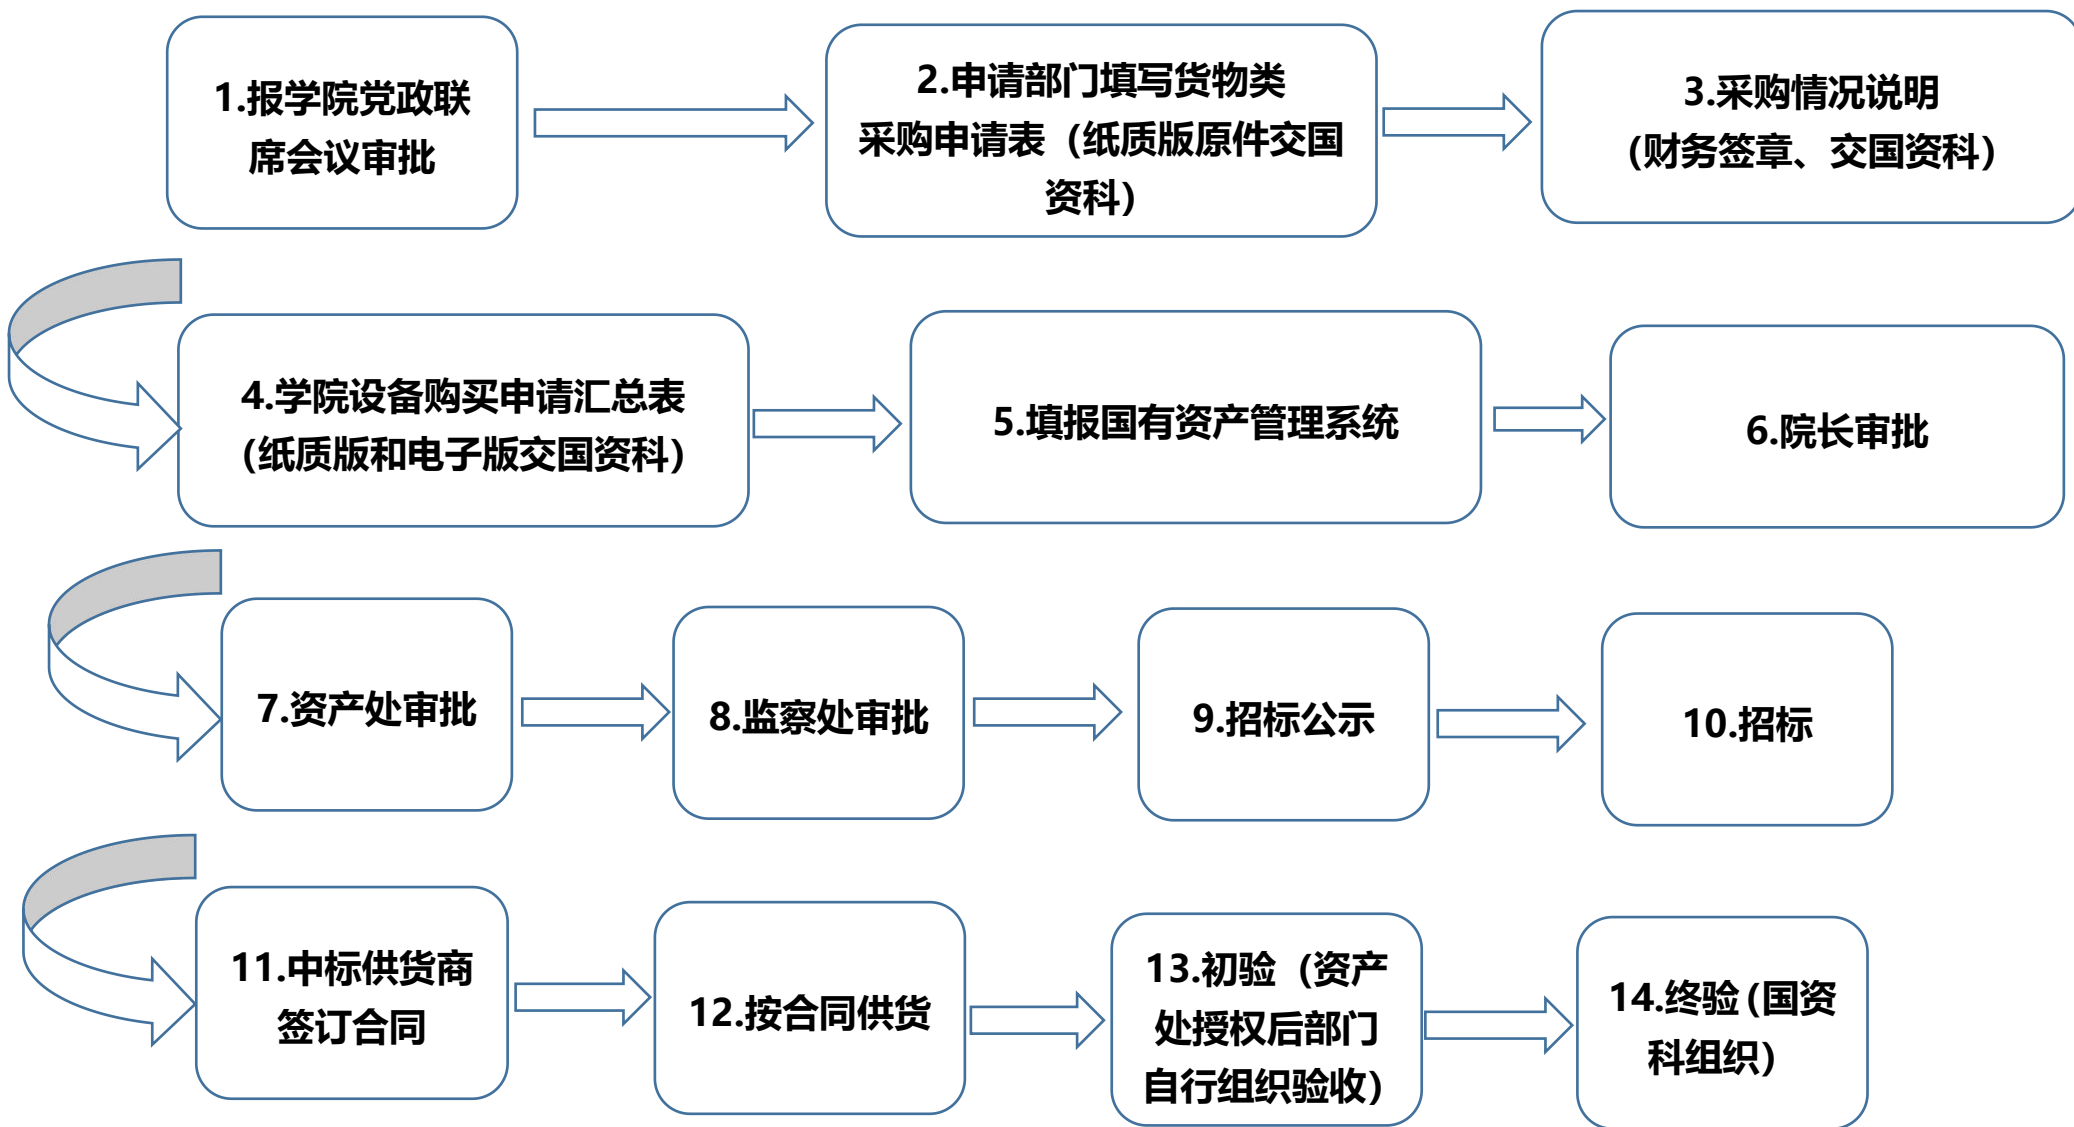 1.报学院党政联
席会议审批
2.申请部门填写货物类
采购申请表（纸质版原件交国
资科）
3.采购情况说明
（财务签章、交国资科）
4.学院设备购买申请汇总表
（纸质版和电子版交国资科）
5.填报国有资产管理系统
6.院长审批
7.资产处审批
8.监察处审批
9.招标公示
10.招标
11.中标供货商
签订合同
12.按合同供货
13.初验（资产
处授权后部门
自行组织验收）
14.终验（国资
科组织）